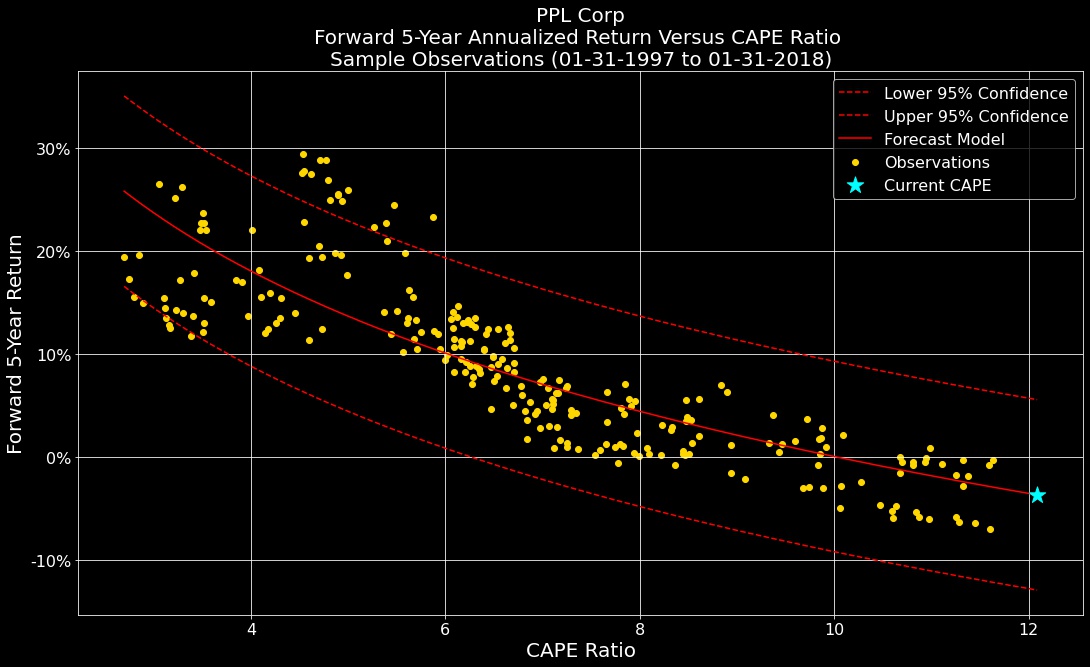 PPL Corp
Forward 5-Year Annualized Return Versus CAPE Ratio
Sample Observations (01-31-1997 to 01-31-2018)
Lower 95% Confidence
Upper 95% Confidence
Forecast Model
Observations
Current CAPE
Forward 5-Year Return
30%
20%
10%
0%
-10%
4 6 8 10 12
CAPE Ratio